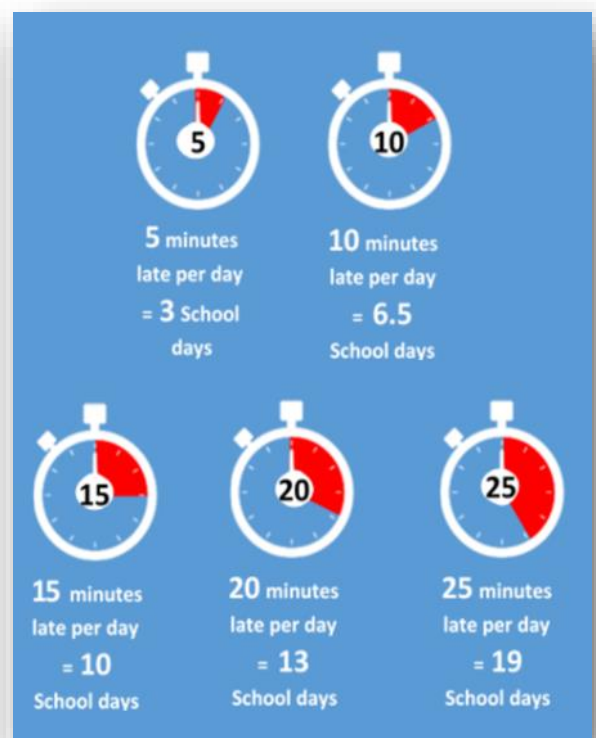 5
5 minutes
late per day
= 3 School
days
10
10 minutes
late per day
= 6.5
School days
15
15 minutes
late per day
= 10
School days
20
20 minutes
late per day
= 13
School days
25
25 minutes
late per day
= 19
School days